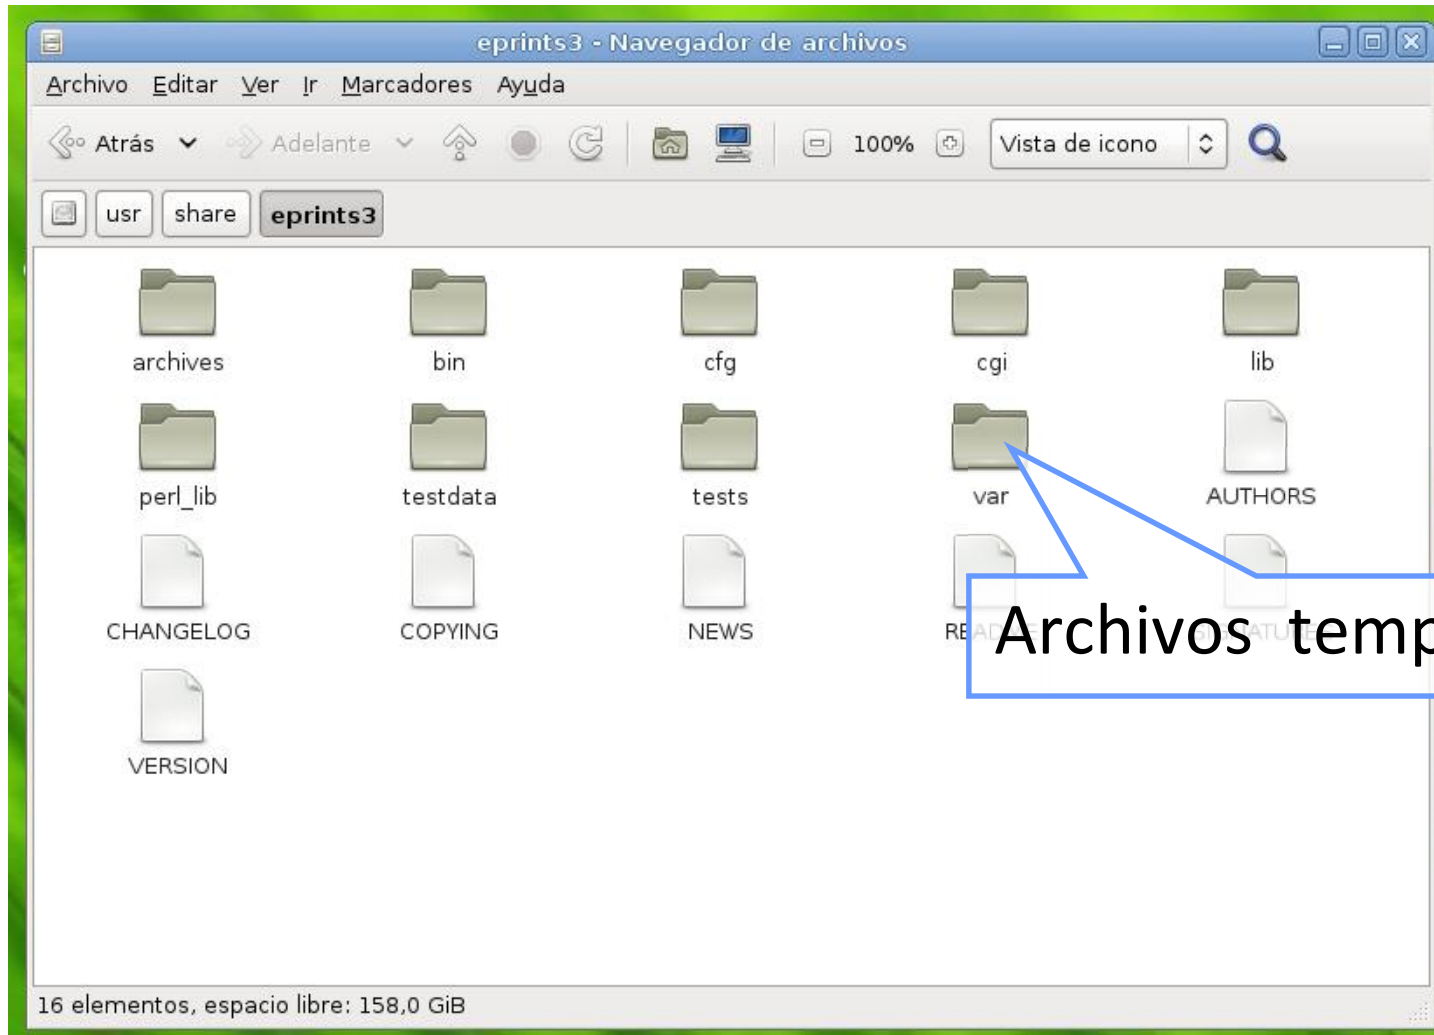 eprints3 - Navegador de archivos
Archivo Editar Ver Ir Marcadores Ayuda
Atrás Adelante 100% Vista de icono
usr share eprints3
archives bin cfg cgi lib
perl_lib testdata tests var AUTHORS
CHANGELOG COPYING NEWS
Archivos temp
VERSION
16 elementos, espacio libre: 158,0 GiB